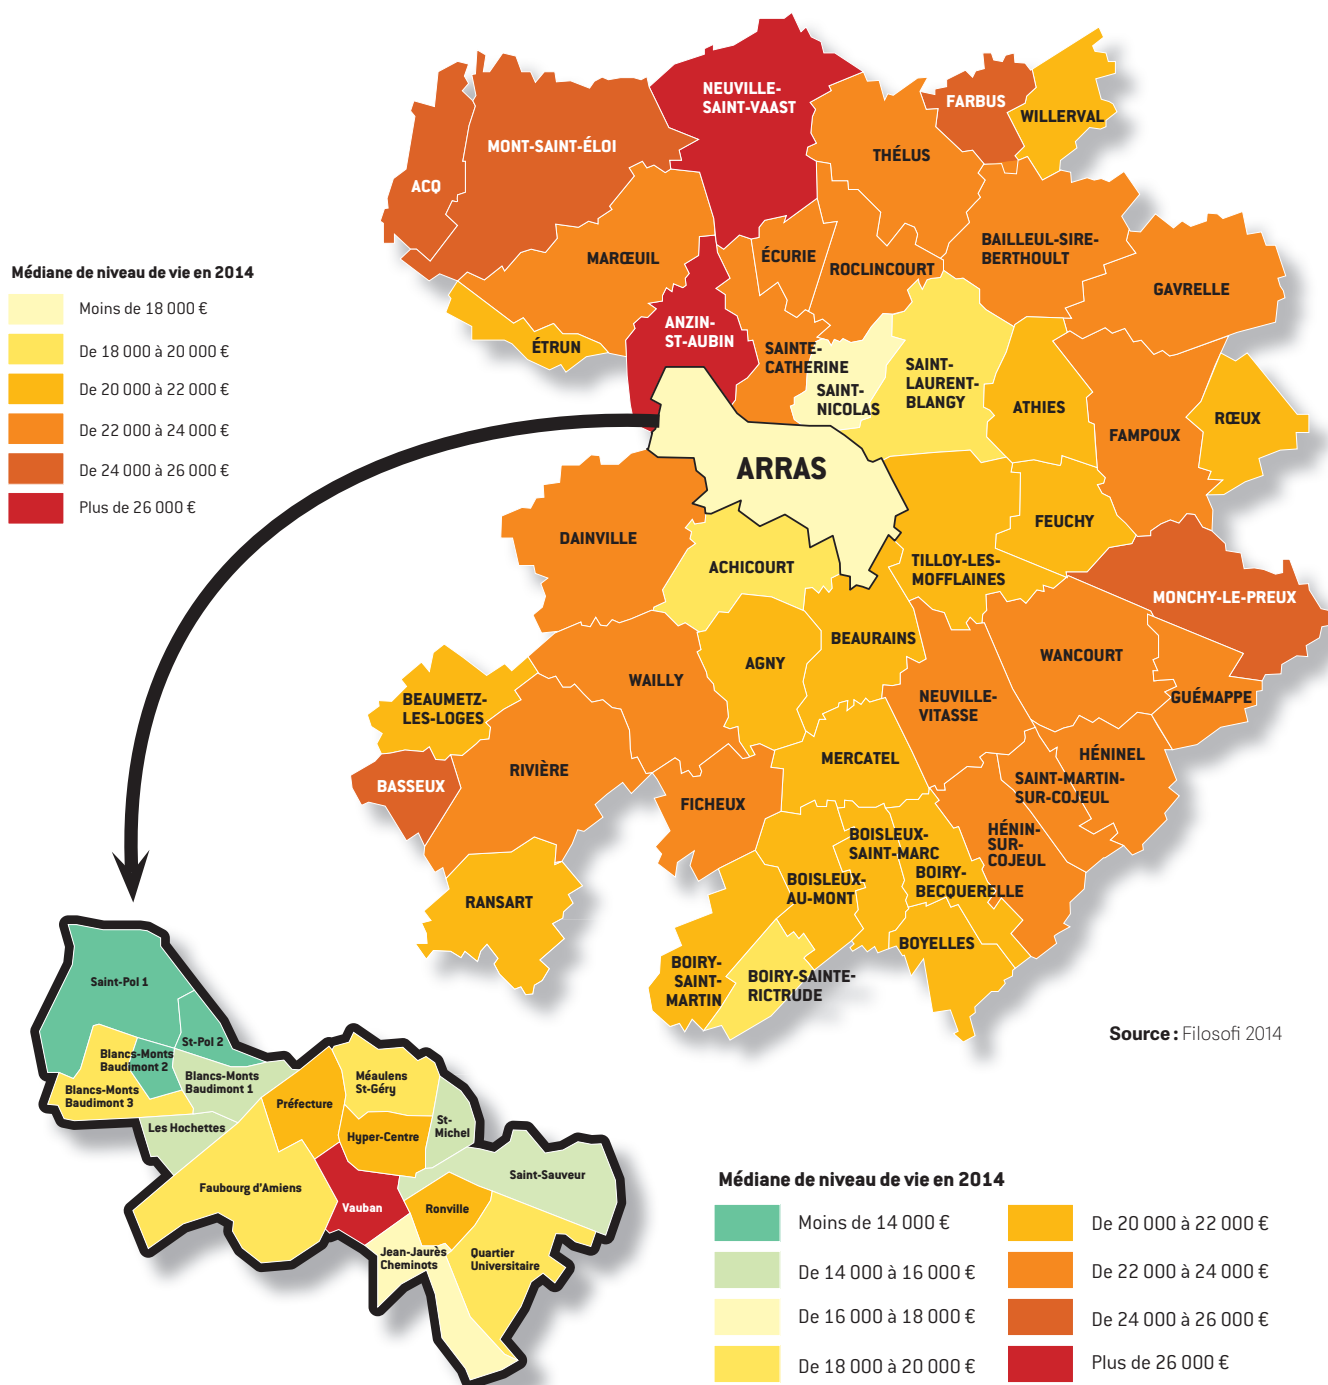 NEUVILLE-
SAINT-VAAST
FARBUS
WILLERVAL
THÉLUS
MONT-SAINT-ÉLOI
ACQ
BAILLEUL-SIRE-
BERTHOULT
MARŒUIL
ÉCURIE
ROCLINCOURT
GAVRELLE
Médiane de niveau de vie en 2014
Moins de 18 000 €
De 18 000 à 20 000 €
De 20 000 à 22 000 €
De 22 000 à 24 000 €
De 24 000 à 26 000 €
Plus de 26 000 €
ÉTRUN
ANZIN-
ST-AUBIN
SAINTE-
CATHERINE
SAINT-
NICOLAS
SAINT-
LAURENT-
BLANGY
ATHIES
FAMPOUX
RŒUX
ARRAS
DAINVILLE
ACHICOURT
FEUCHY
TILLOY-LES-
MOFFLAINES
MONCHY-LE-PREUX
BEAURAINS
AGNY
WAILLY
WANCOURT
GUÉMAPPE
NEUVILLE-
VITASSE
BEAUMETZ-
LES-LOGES
RIVIÈRE
BASSEUX
MERCATEL
HÉNINEL
SAINT-MARTIN-
SUR-COJEUL
FICHEUX
HÉNIN-
SUR-
COJEUL
BOISLEUX-
SAINT-MARC
BOIRY-
BECQUERELLE
BOISLEUX-
AU-MONT
RANSART
BOYELLES
BOIRY-
SAINT-
MARTIN
BOIRY-SAINTE-
RICTRUDE
Source : Filosofi 2014
Saint-Pol 1
St-Pol 2
Blancs-Monts
Baudimont 2
Blancs-Monts
Baudimont 1
Blancs-Monts
Baudimont 3
Les Hochettes
Préfecture
Méaulens
St-Géry
Hyper-Centre
St-
Michel
Saint-Sauveur
Faubourg d'Amiens
Vauban
Ronville
Jean-Jaurès
Cheminots
Quartier
Universitaire
Médiane de niveau de vie en 2014
Moins de 14 000 €
De 14 000 à 16 000 €
De 16 000 à 18 000 €
De 18 000 à 20 000 €
De 20 000 à 22 000 €
De 22 000 à 24 000 €
De 24 000 à 26 000 €
Plus de 26 000 €